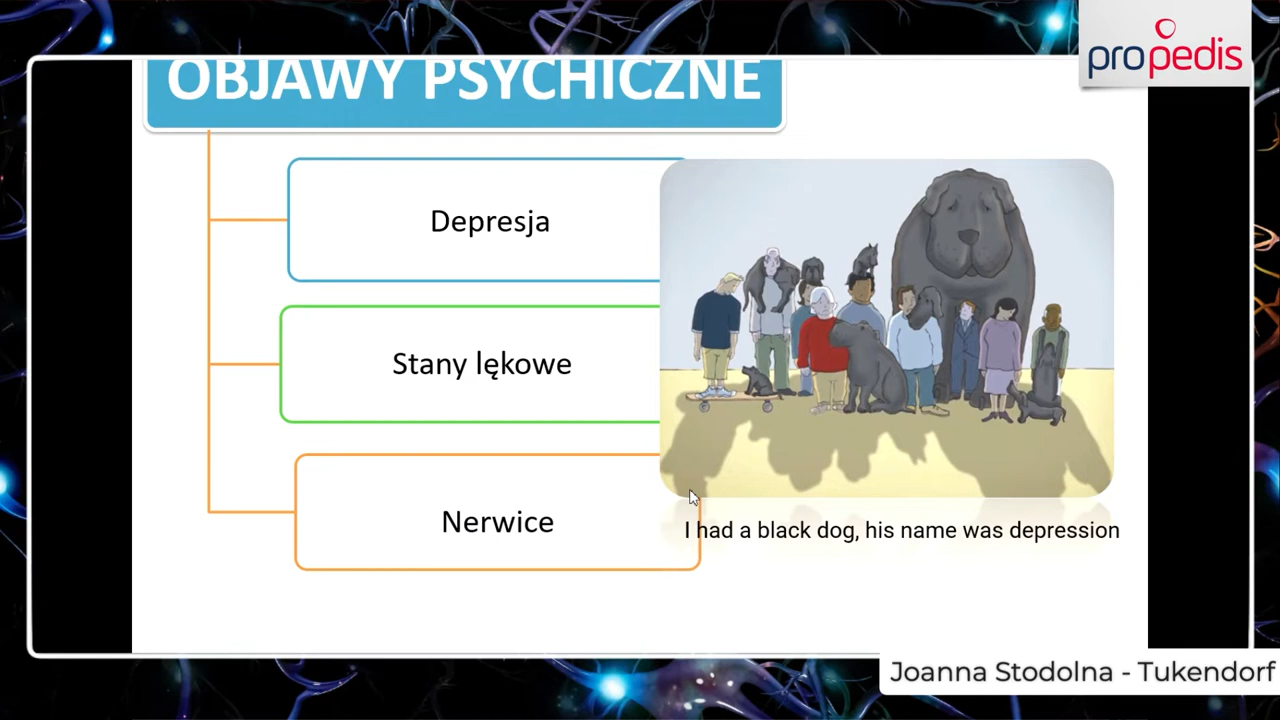 propedis
OBJAWY PSYCHICZNE
Depresja
Stany lękowe
Nerwice
I had a black dog, his name was depression
Joanna Stodolna - Tukendorf